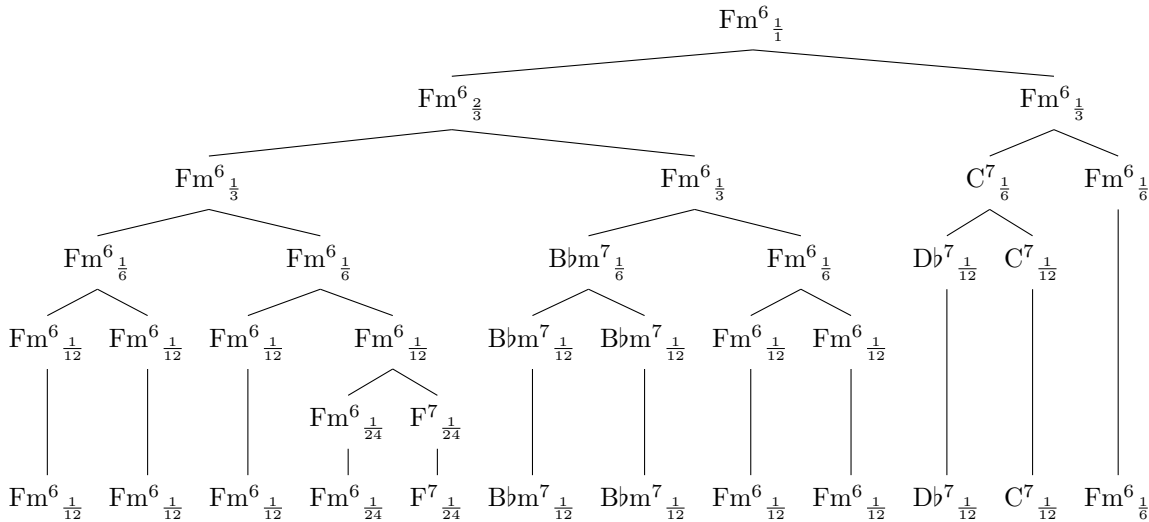 Fm⁶ 1/1
Fm⁶ 2/3 Fm⁶ 1/3
Fm⁶ 1/3 Fm⁶ 1/3 C⁷ 1/6 Fm⁶ 1/6
Fm⁶ 1/6 Fm⁶ 1/6 B♭m⁷ 1/6 Fm⁶ 1/6 D♭⁷ 1/12 C⁷ 1/12
Fm⁶ 1/12 Fm⁶ 1/12 Fm⁶ 1/12 Fm⁶ 1/12 B♭m⁷ 1/12 B♭m⁷ 1/12 Fm⁶ 1/12 Fm⁶ 1/12
Fm⁶ 1/24 F⁷ 1/24
Fm⁶ 1/12 Fm⁶ 1/12 Fm⁶ 1/12 Fm⁶ 1/24 F⁷ 1/24 B♭m⁷ 1/12 B♭m⁷ 1/12 Fm⁶ 1/12 Fm⁶ 1/12 D♭⁷ 1/12 C⁷ 1/12 Fm⁶ 1/6